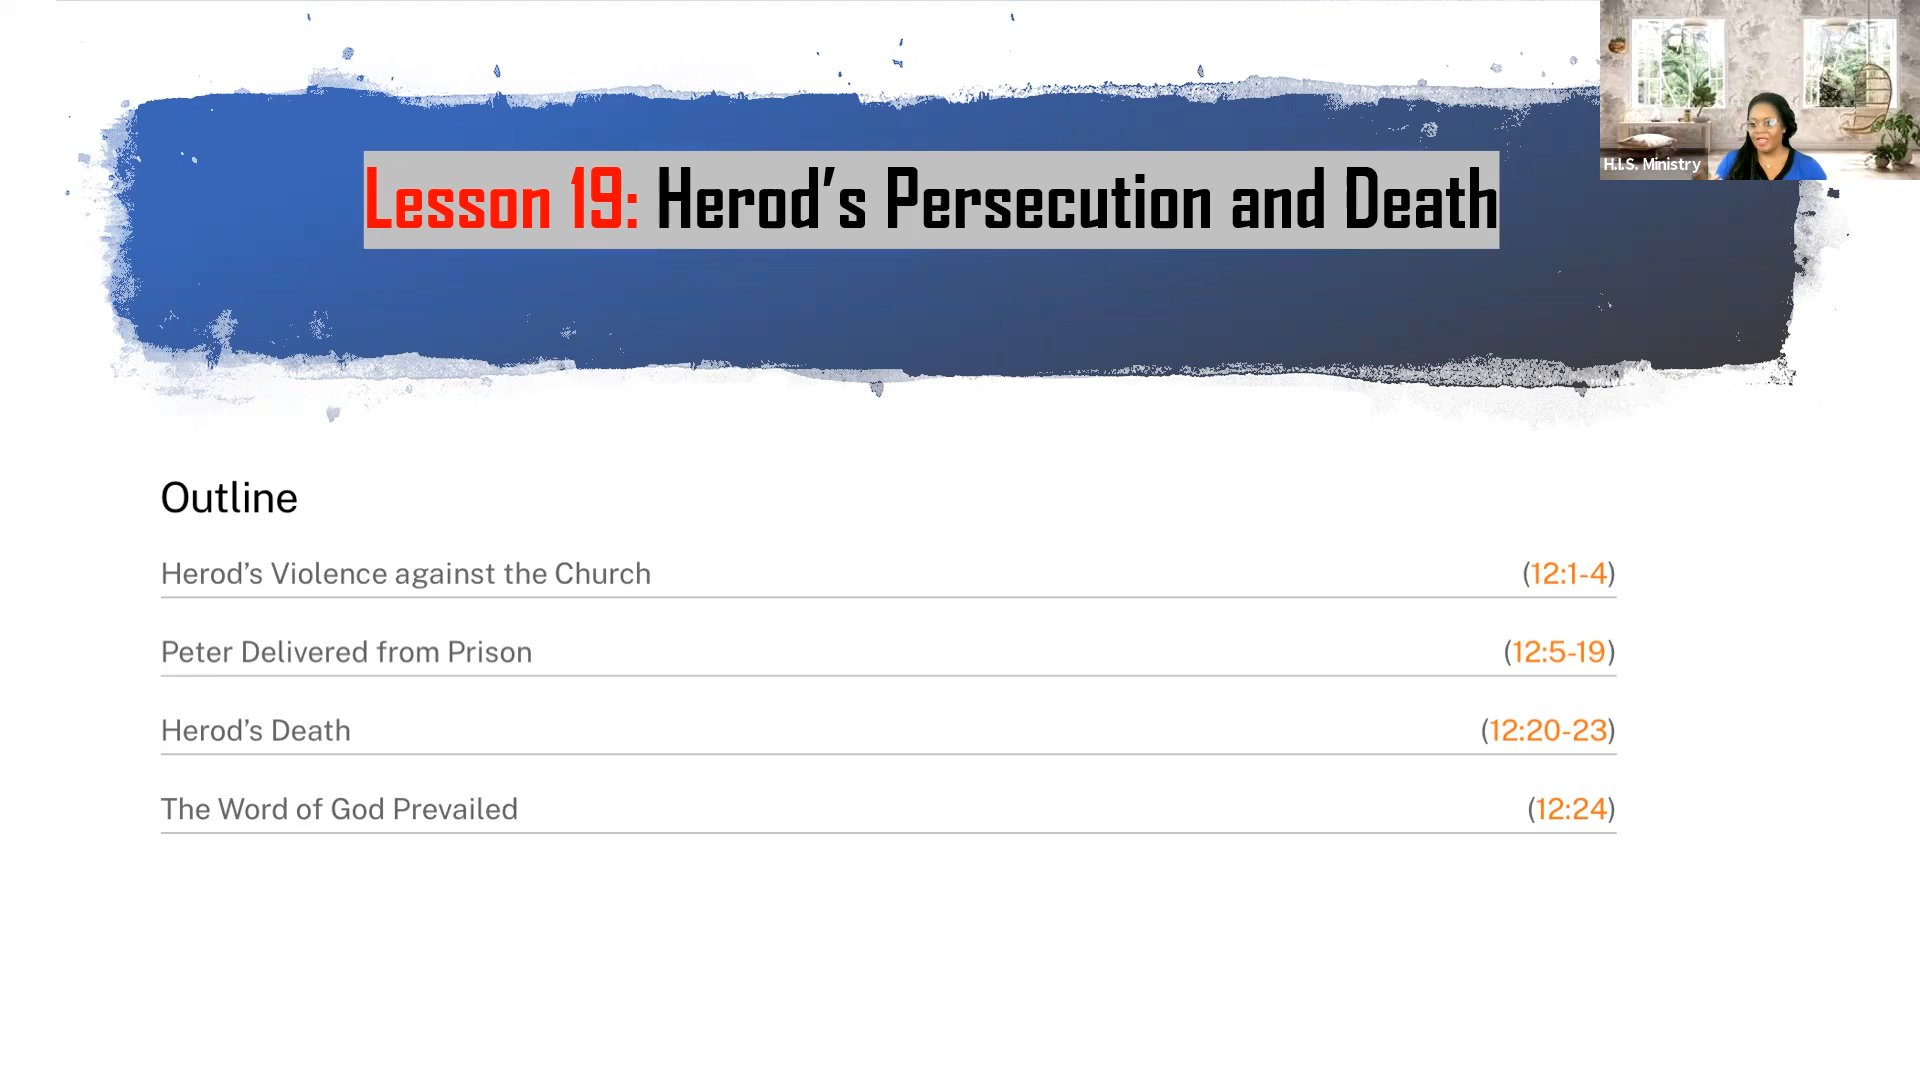 Lesson 19: Herod’s Persecution and Death
H.I.S. Ministry
Outline
Herod’s Violence against the Church (12:1-4)
Peter Delivered from Prison (12:5-19)
Herod’s Death (12:20-23)
The Word of God Prevailed (12:24)